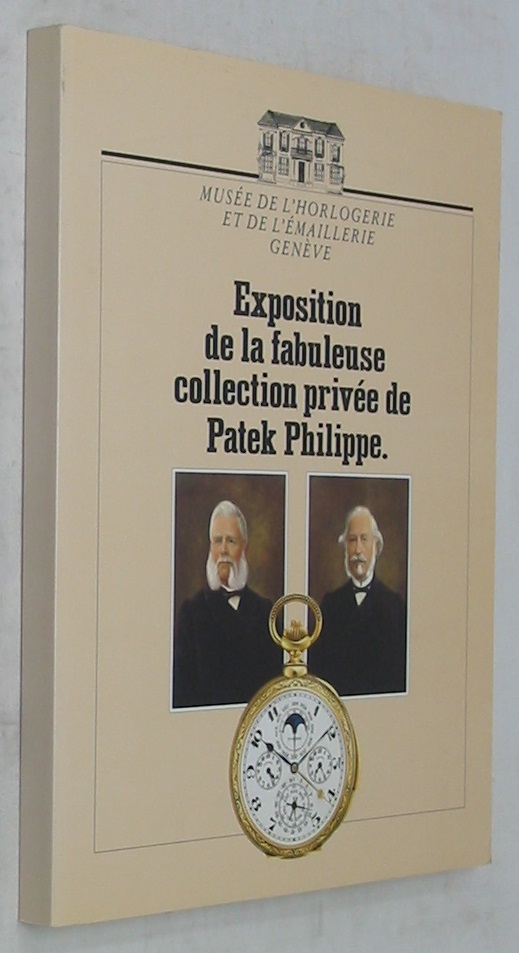 MUSÉE DE L'HORLOGERIE
ET DE L'ÉMAILLERIE
GENÈVE
Exposition
de la fabuleuse
collection privée de
Patek Philippe.